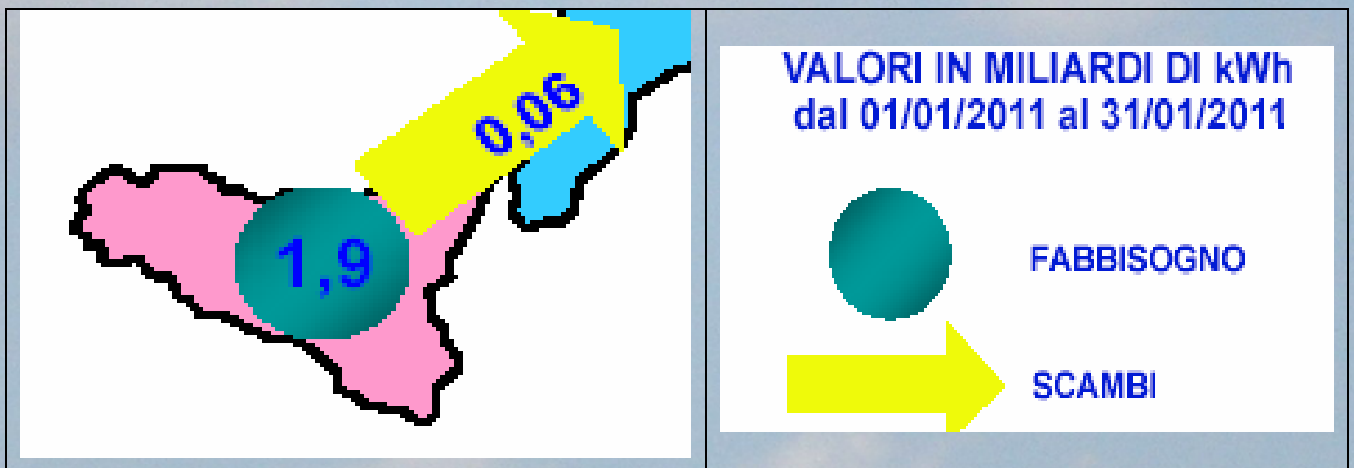 0,06
1,9
VALORI IN MILIARDI DI kWh
dal 01/01/2011 al 31/01/2011
FABBISOGNO
SCAMBI